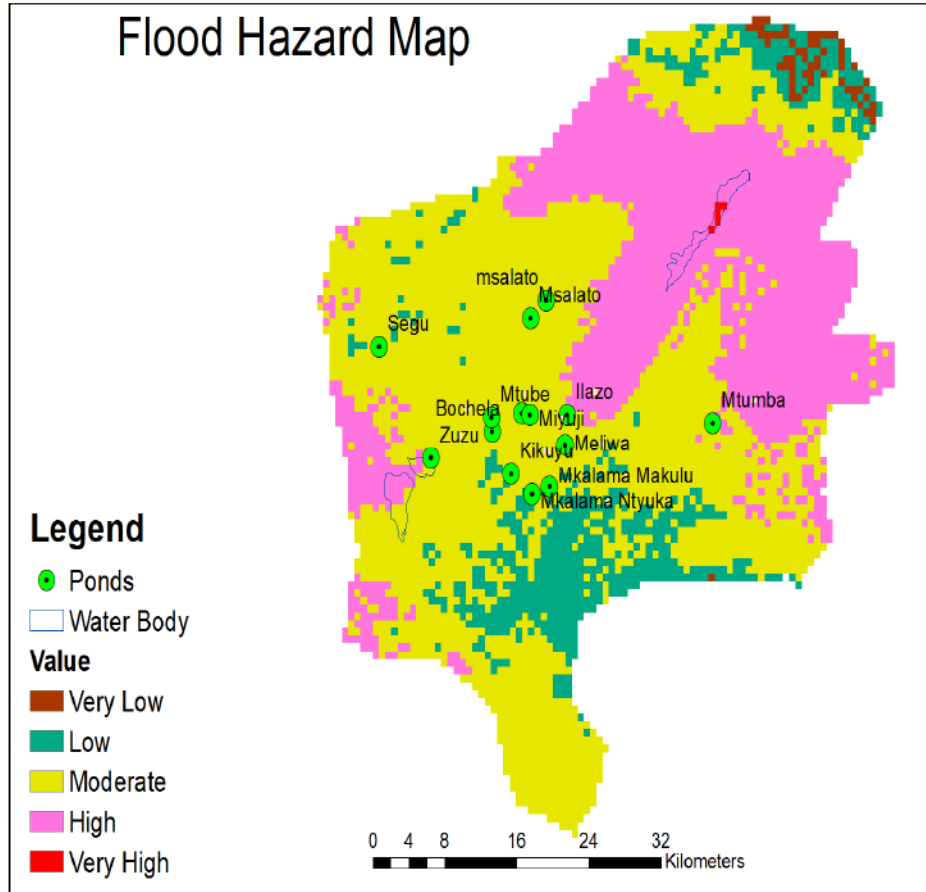 Flood Hazard Map
msalato
Msalato
Segu
Mtube
Ilazo
Bochela
Miyuji
Mtumba
Zuzu
Kikuyu
Meliwa
Mkalama Makulu
Mkalama Ntyuka
Legend
Ponds
Water Body
Value
Very Low
Low
Moderate
High
Very High
0 4 8 16 24 32
Kilometers